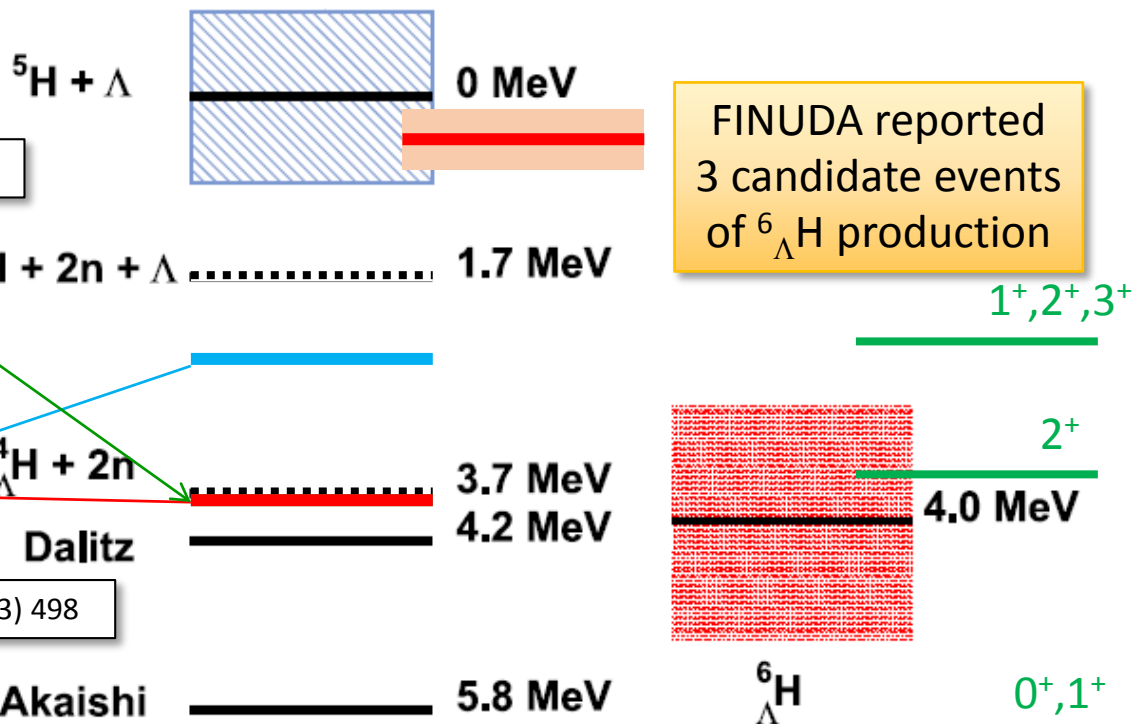 ⁵H + Λ
0 MeV
FINUDA reported
3 candidate events
of ⁶ΛH production
+ 2n + Λ
1.7 MeV
1⁺,2⁺,3⁺
2⁺
⁴ΛH + 2n
3.7 MeV
4.0 MeV
4.2 MeV
Dalitz
3) 498
Akaishi
5.8 MeV
⁶ΛH
0⁺,1⁺